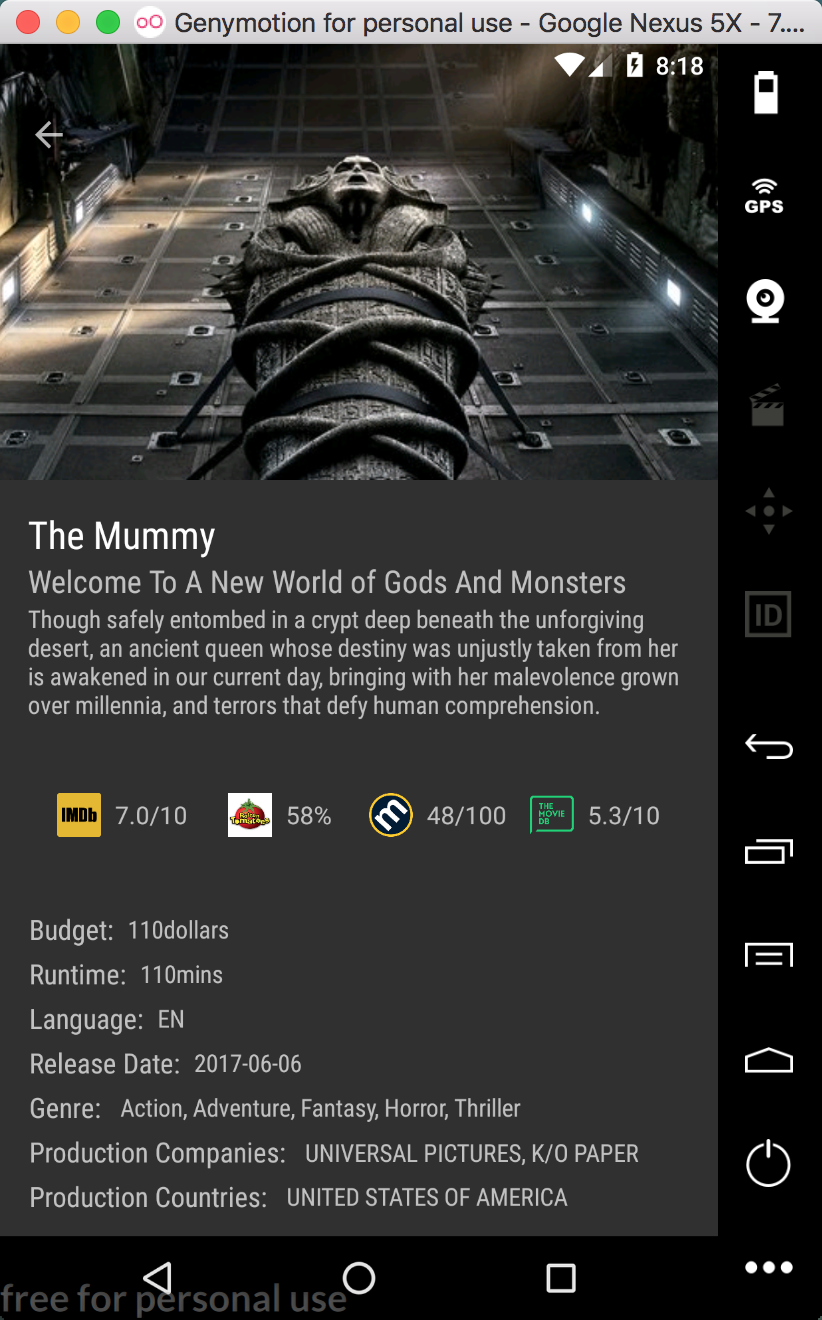 Genymotion for personal use - Google Nexus 5X - 7....
8:18
GPS
ID
The Mummy
Welcome To A New World of Gods And Monsters
Though safely entombed in a crypt deep beneath the unforgiving
desert, an ancient queen whose destiny was unjustly taken from her
is awakened in our current day, bringing with her malevolence grown
over millennia, and terrors that defy human comprehension.
IMDb 7.0/10 Rotten Tomatoes 58% m 48/100 THE MOVIE DB 5.3/10
Budget: 110dollars
Runtime: 110mins
Language: EN
Release Date: 2017-06-06
Genre: Action, Adventure, Fantasy, Horror, Thriller
Production Companies: UNIVERSAL PICTURES, K/O PAPER
Production Countries: UNITED STATES OF AMERICA
free for personal use